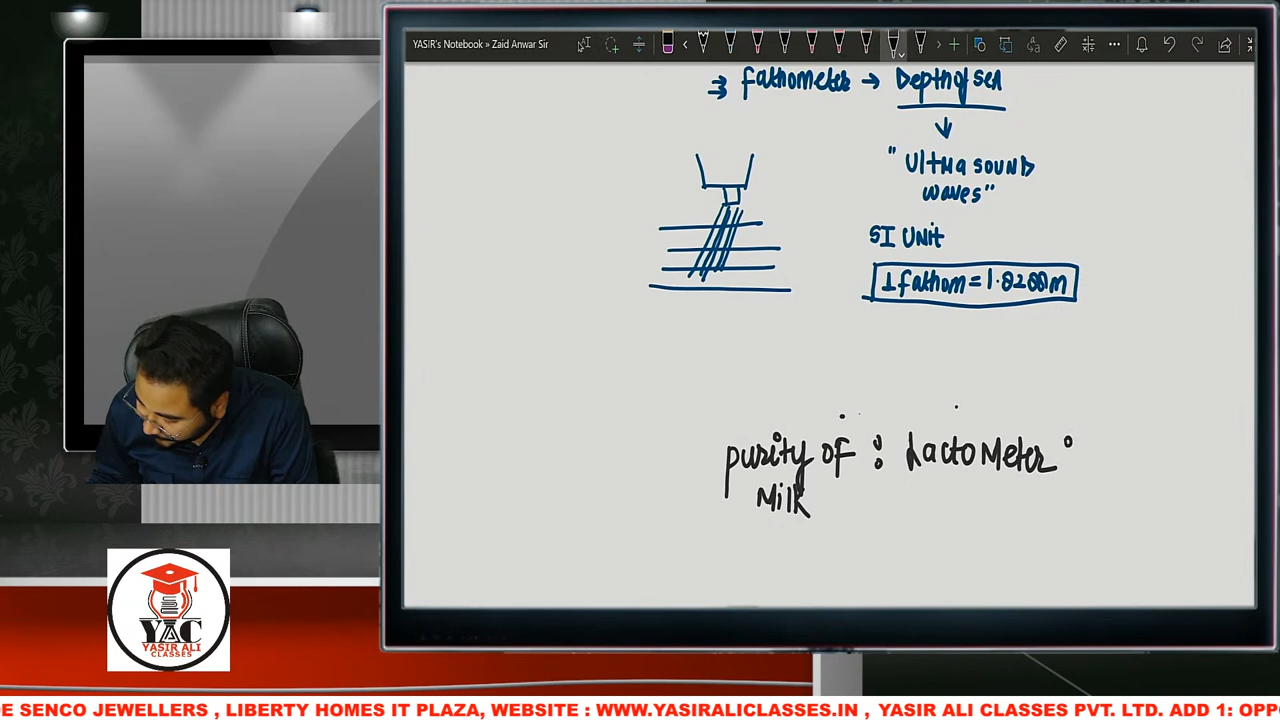 YASIR's Notebook » Zaid Anwar Sir
⇒ fathometer → Depth of sea
↓
"Ultra sound
waves"
SI Unit
1 fathom = 1.8288m
purity of : Lactometer
Milk
YAC
YASIR ALI
CLASSES
E SENCO JEWELLERS , LIBERTY HOMES IT PLAZA, WEBSITE : WWW.YASIRALICLASSES.IN , YASIR ALI CLASSES PVT. LTD. ADD 1: OPP